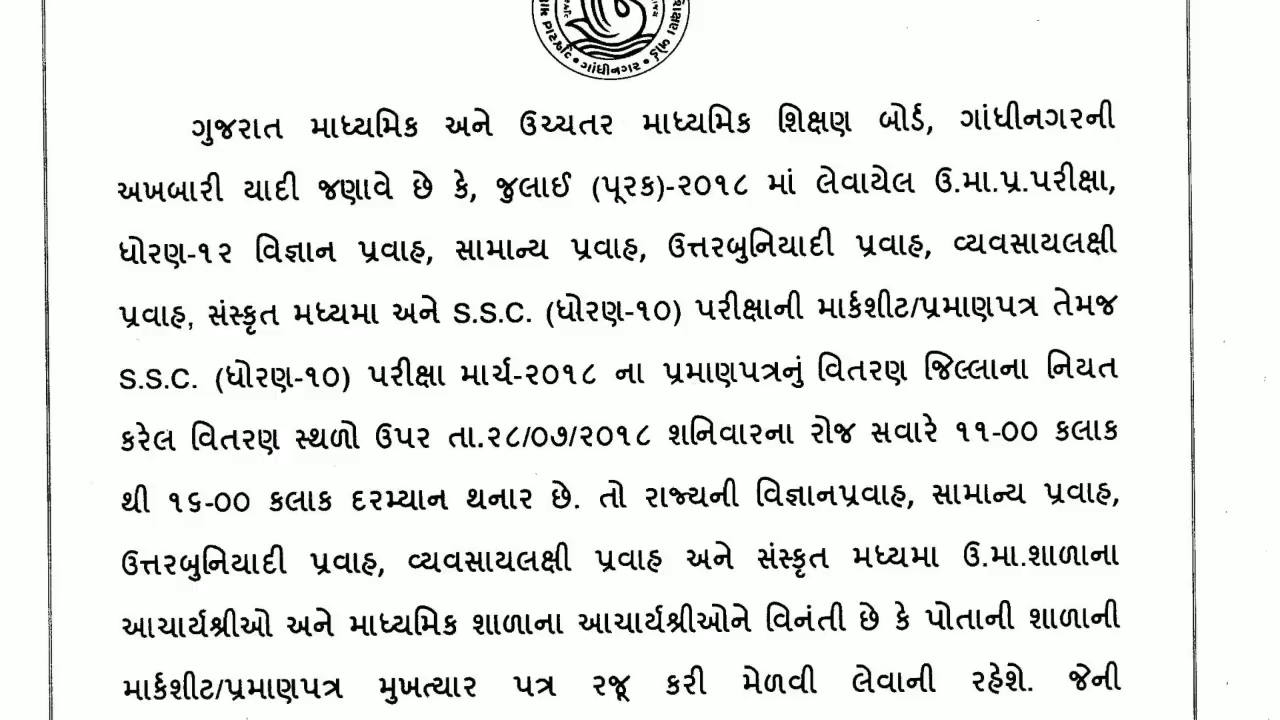 ગાંધીનગર
ગુજરાત માધ્યમિક અને ઉચ્ચતર માધ્યમિક શિક્ષણ બોર્ડ, ગાંધીનગરની
અખબારી યાદી જણાવે છે કે, જુલાઈ (પૂરક)-૨૦૧૮ માં લેવાયેલ ઉ.મા.પ્ર.પરીક્ષા,
ધોરણ-૧૨ વિજ્ઞાન પ્રવાહ, સામાન્ય પ્રવાહ, ઉત્તરબુનિયાદી પ્રવાહ, વ્યવસાયલક્ષી
પ્રવાહ, સંસ્કૃત મધ્યમા અને S.S.C. (ધોરણ-૧૦) પરીક્ષાની માર્કશીટ/પ્રમાણપત્ર તેમજ
S.S.C. (ધોરણ-૧૦) પરીક્ષા માર્ચ-૨૦૧૮ ના પ્રમાણપત્રનું વિતરણ જિલ્લાના નિયત
કરેલ વિતરણ સ્થળો ઉપર તા.૨૮/૦૭/૨૦૧૮ શનિવારના રોજ સવારે ૧૧-૦૦ કલાક
થી ૧૬-૦૦ કલાક દરમ્યાન થનાર છે. તો રાજ્યની વિજ્ઞાનપ્રવાહ, સામાન્ય પ્રવાહ,
ઉત્તરબુનિયાદી પ્રવાહ, વ્યવસાયલક્ષી પ્રવાહ અને સંસ્કૃત મધ્યમા ઉ.મા.શાળાના
આચાર્યશ્રીઓ અને માધ્યમિક શાળાના આચાર્યશ્રીઓને વિનંતી છે કે પોતાની શાળાની
માર્કશીટ/પ્રમાણપત્ર મુખત્યાર પત્ર રજૂ કરી મેળવી લેવાની રહેશે. જેની